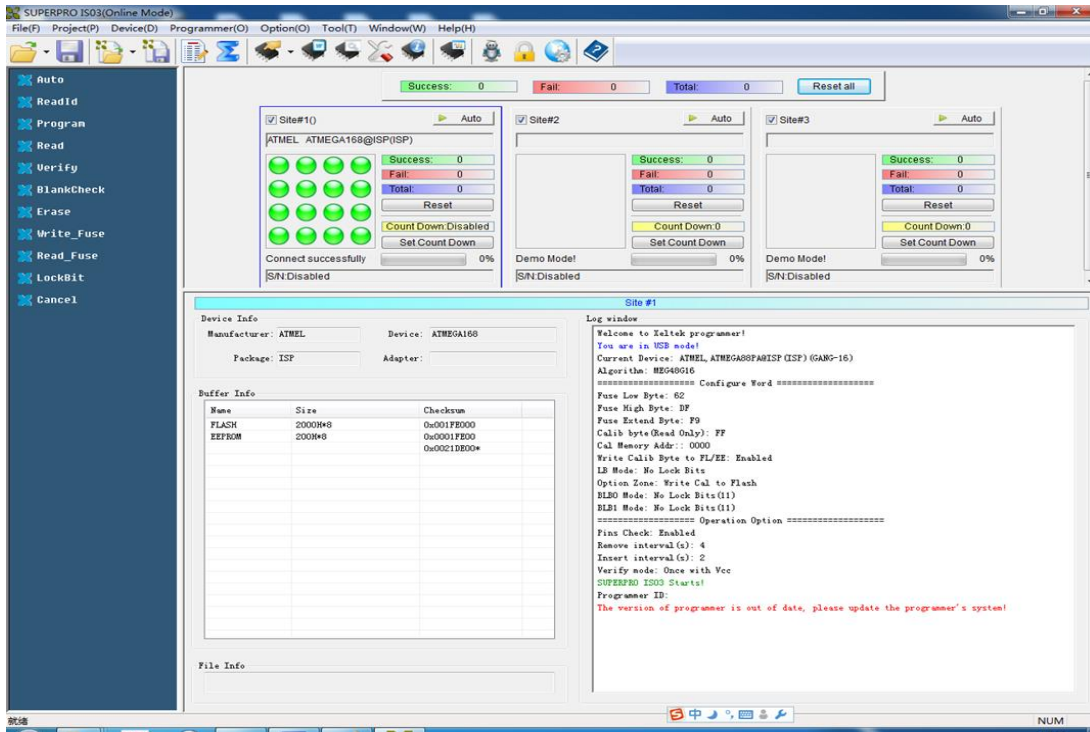 SUPERPRO IS03(Online Mode)
File(F) Project(P) Device(D) Programmer(O) Option(O) Tool(T) Window(W) Help(H)
Auto
ReadId
Program
Read
Verify
BlankCheck
Erase
Write_Fuse
Read_Fuse
LockBit
Cancel
Success: 0 Fail: 0 Total: 0 Reset all
Site#1() Auto
ATMEL ATMEGA168@ISP(ISP)
Success: 0
Fail: 0
Total: 0
Reset
Count Down:Disabled
Set Count Down
Connect successfully 0%
S/N:Disabled
Site#2 Auto
Success: 0
Fail: 0
Total: 0
Reset
Count Down:0
Set Count Down
Demo Mode! 0%
S/N:Disabled
Site#3 Auto
Success: 0
Fail: 0
Total: 0
Reset
Count Down:0
Set Count Down
Demo Mode! 0%
S/N:Disabled
Site #1
Device Info
Manufacturer: ATMEL Device: ATMEGA168
Package: ISP Adapter:
Buffer Info
Name Size Checksum
FLASH 2000H*8 0x001FE000
EEPROM 200H*8 0x0001FE00
0x0021DE00*
File Info
Log window
Welcome to Xeltek programmer!
You are in USB mode!
Current Device: ATMEL,ATMEGA88PA@ISP(ISP)(GANG-16)
Algorithm: MEG48G16
=================== Configure Word ===================
Fuse Low Byte: 62
Fuse High Byte: DF
Fuse Extend Byte: F9
Calib byte(Read Only): FF
Cal Memory Addr:: 0000
Write Calib Byte to FL/EE: Enabled
LB Mode: No Lock Bits
Option Zone: Write Cal to Flash
BLB0 Mode: No Lock Bits(11)
BLB1 Mode: No Lock Bits(11)
=================== Operation Option ===================
Pins Check: Enabled
Remove interval(s): 4
Insert interval(s): 2
Verify mode: Once with Vcc
SUPERPRO IS03 Starts!
Programmer ID:
The version of programmer is out of date, please update the programmer's system!
中
就绪 NUM